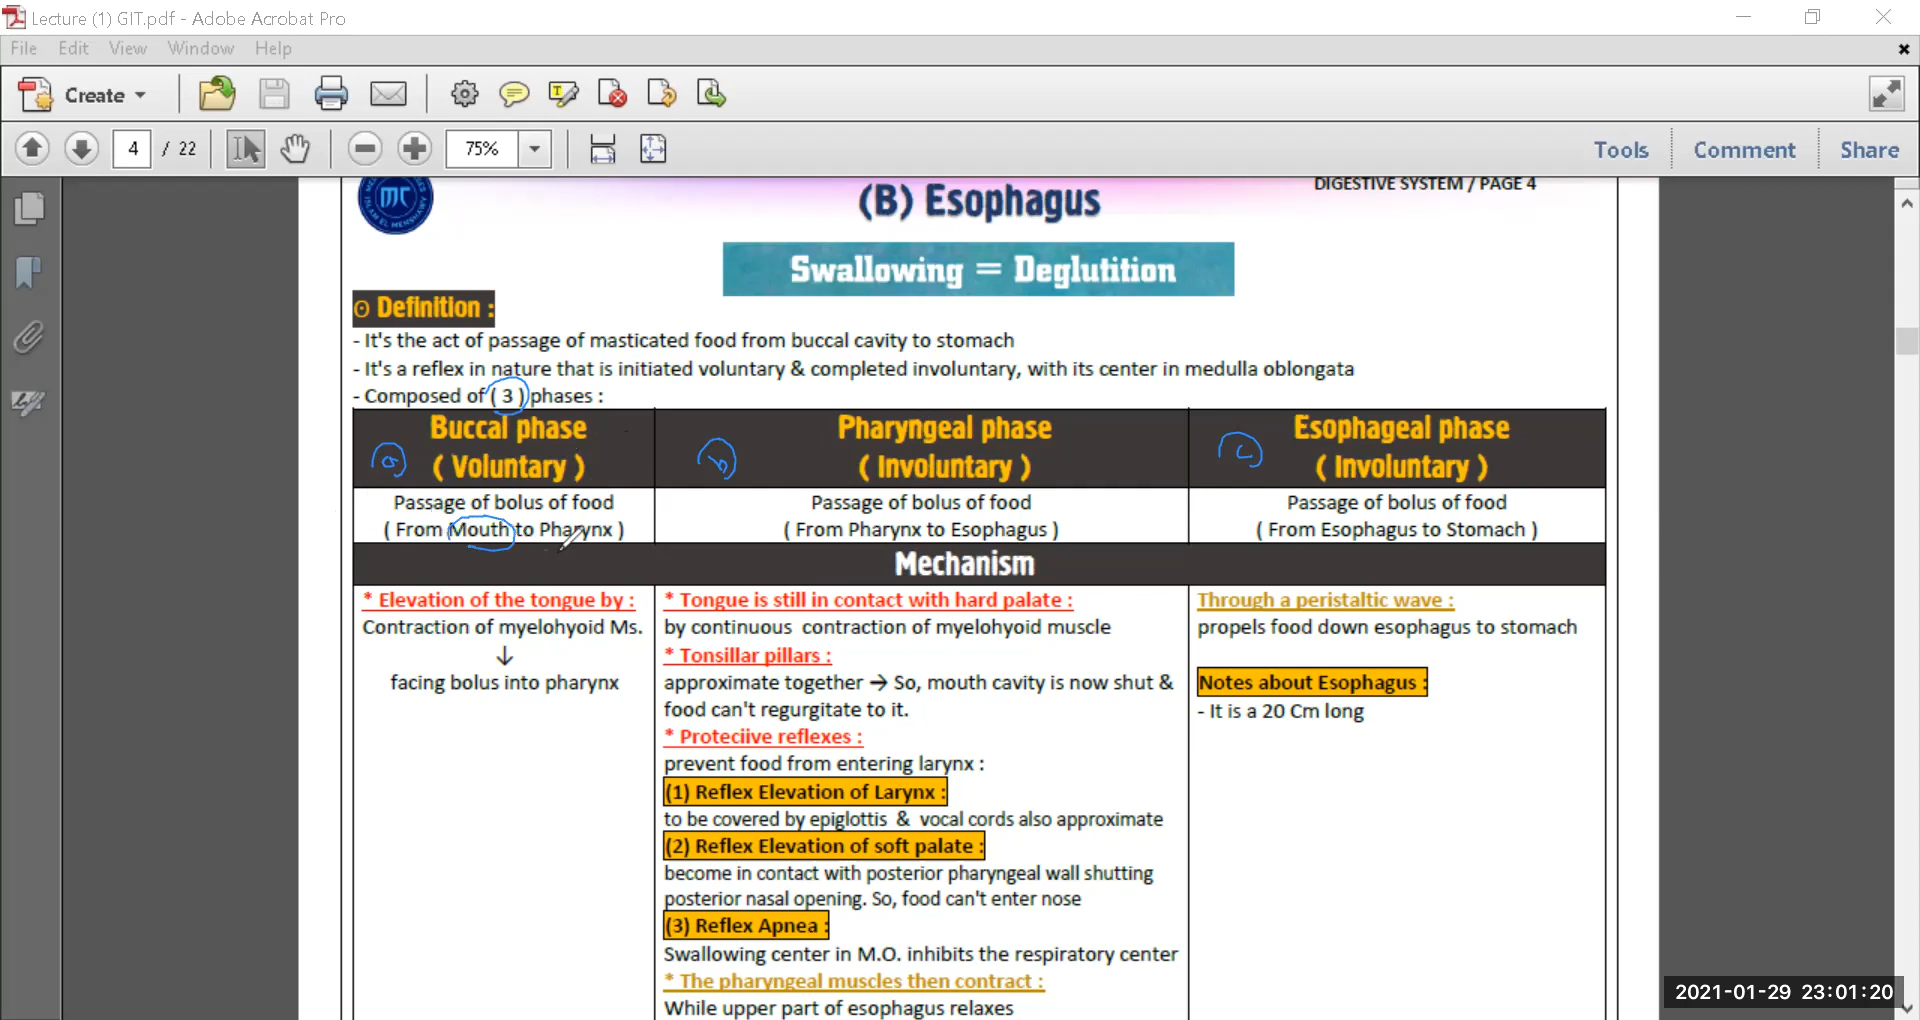 Lecture (1) GIT.pdf - Adobe Acrobat Pro
File Edit View Window Help
Create
4 / 22 75% Tools Comment Share
DIGESTIVE SYSTEM / PAGE 4
MC
ISLAM EL MENSHAWY
(B) Esophagus
Swallowing = Deglutition
Definition :
- It's the act of passage of masticated food from buccal cavity to stomach
- It's a reflex in nature that is initiated voluntary & completed involuntary, with its center in medulla oblongata
- Composed of ( 3 ) phases :
Buccal phase
( Voluntary )
a
Passage of bolus of food
( From Mouth to Pharynx )
Pharyngeal phase
( Involuntary )
b
Passage of bolus of food
( From Pharynx to Esophagus )
Esophageal phase
( Involuntary )
c
Passage of bolus of food
( From Esophagus to Stomach )
Mechanism
* Elevation of the tongue by :
Contraction of myelohyoid Ms.
↓
facing bolus into pharynx
* Tongue is still in contact with hard palate :
by continuous contraction of myelohyoid muscle
* Tonsillar pillars :
approximate together → So, mouth cavity is now shut &
food can't regurgitate to it.
* Proteciive reflexes :
prevent food from entering larynx :
(1) Reflex Elevation of Larynx :
to be covered by epiglottis & vocal cords also approximate
(2) Reflex Elevation of soft palate :
become in contact with posterior pharyngeal wall shutting
posterior nasal opening. So, food can't enter nose
(3) Reflex Apnea :
Swallowing center in M.O. inhibits the respiratory center
* The pharyngeal muscles then contract :
While upper part of esophagus relaxes
Through a peristaltic wave :
propels food down esophagus to stomach
Notes about Esophagus :
- It is a 20 Cm long
2021-01-29 23:01:20